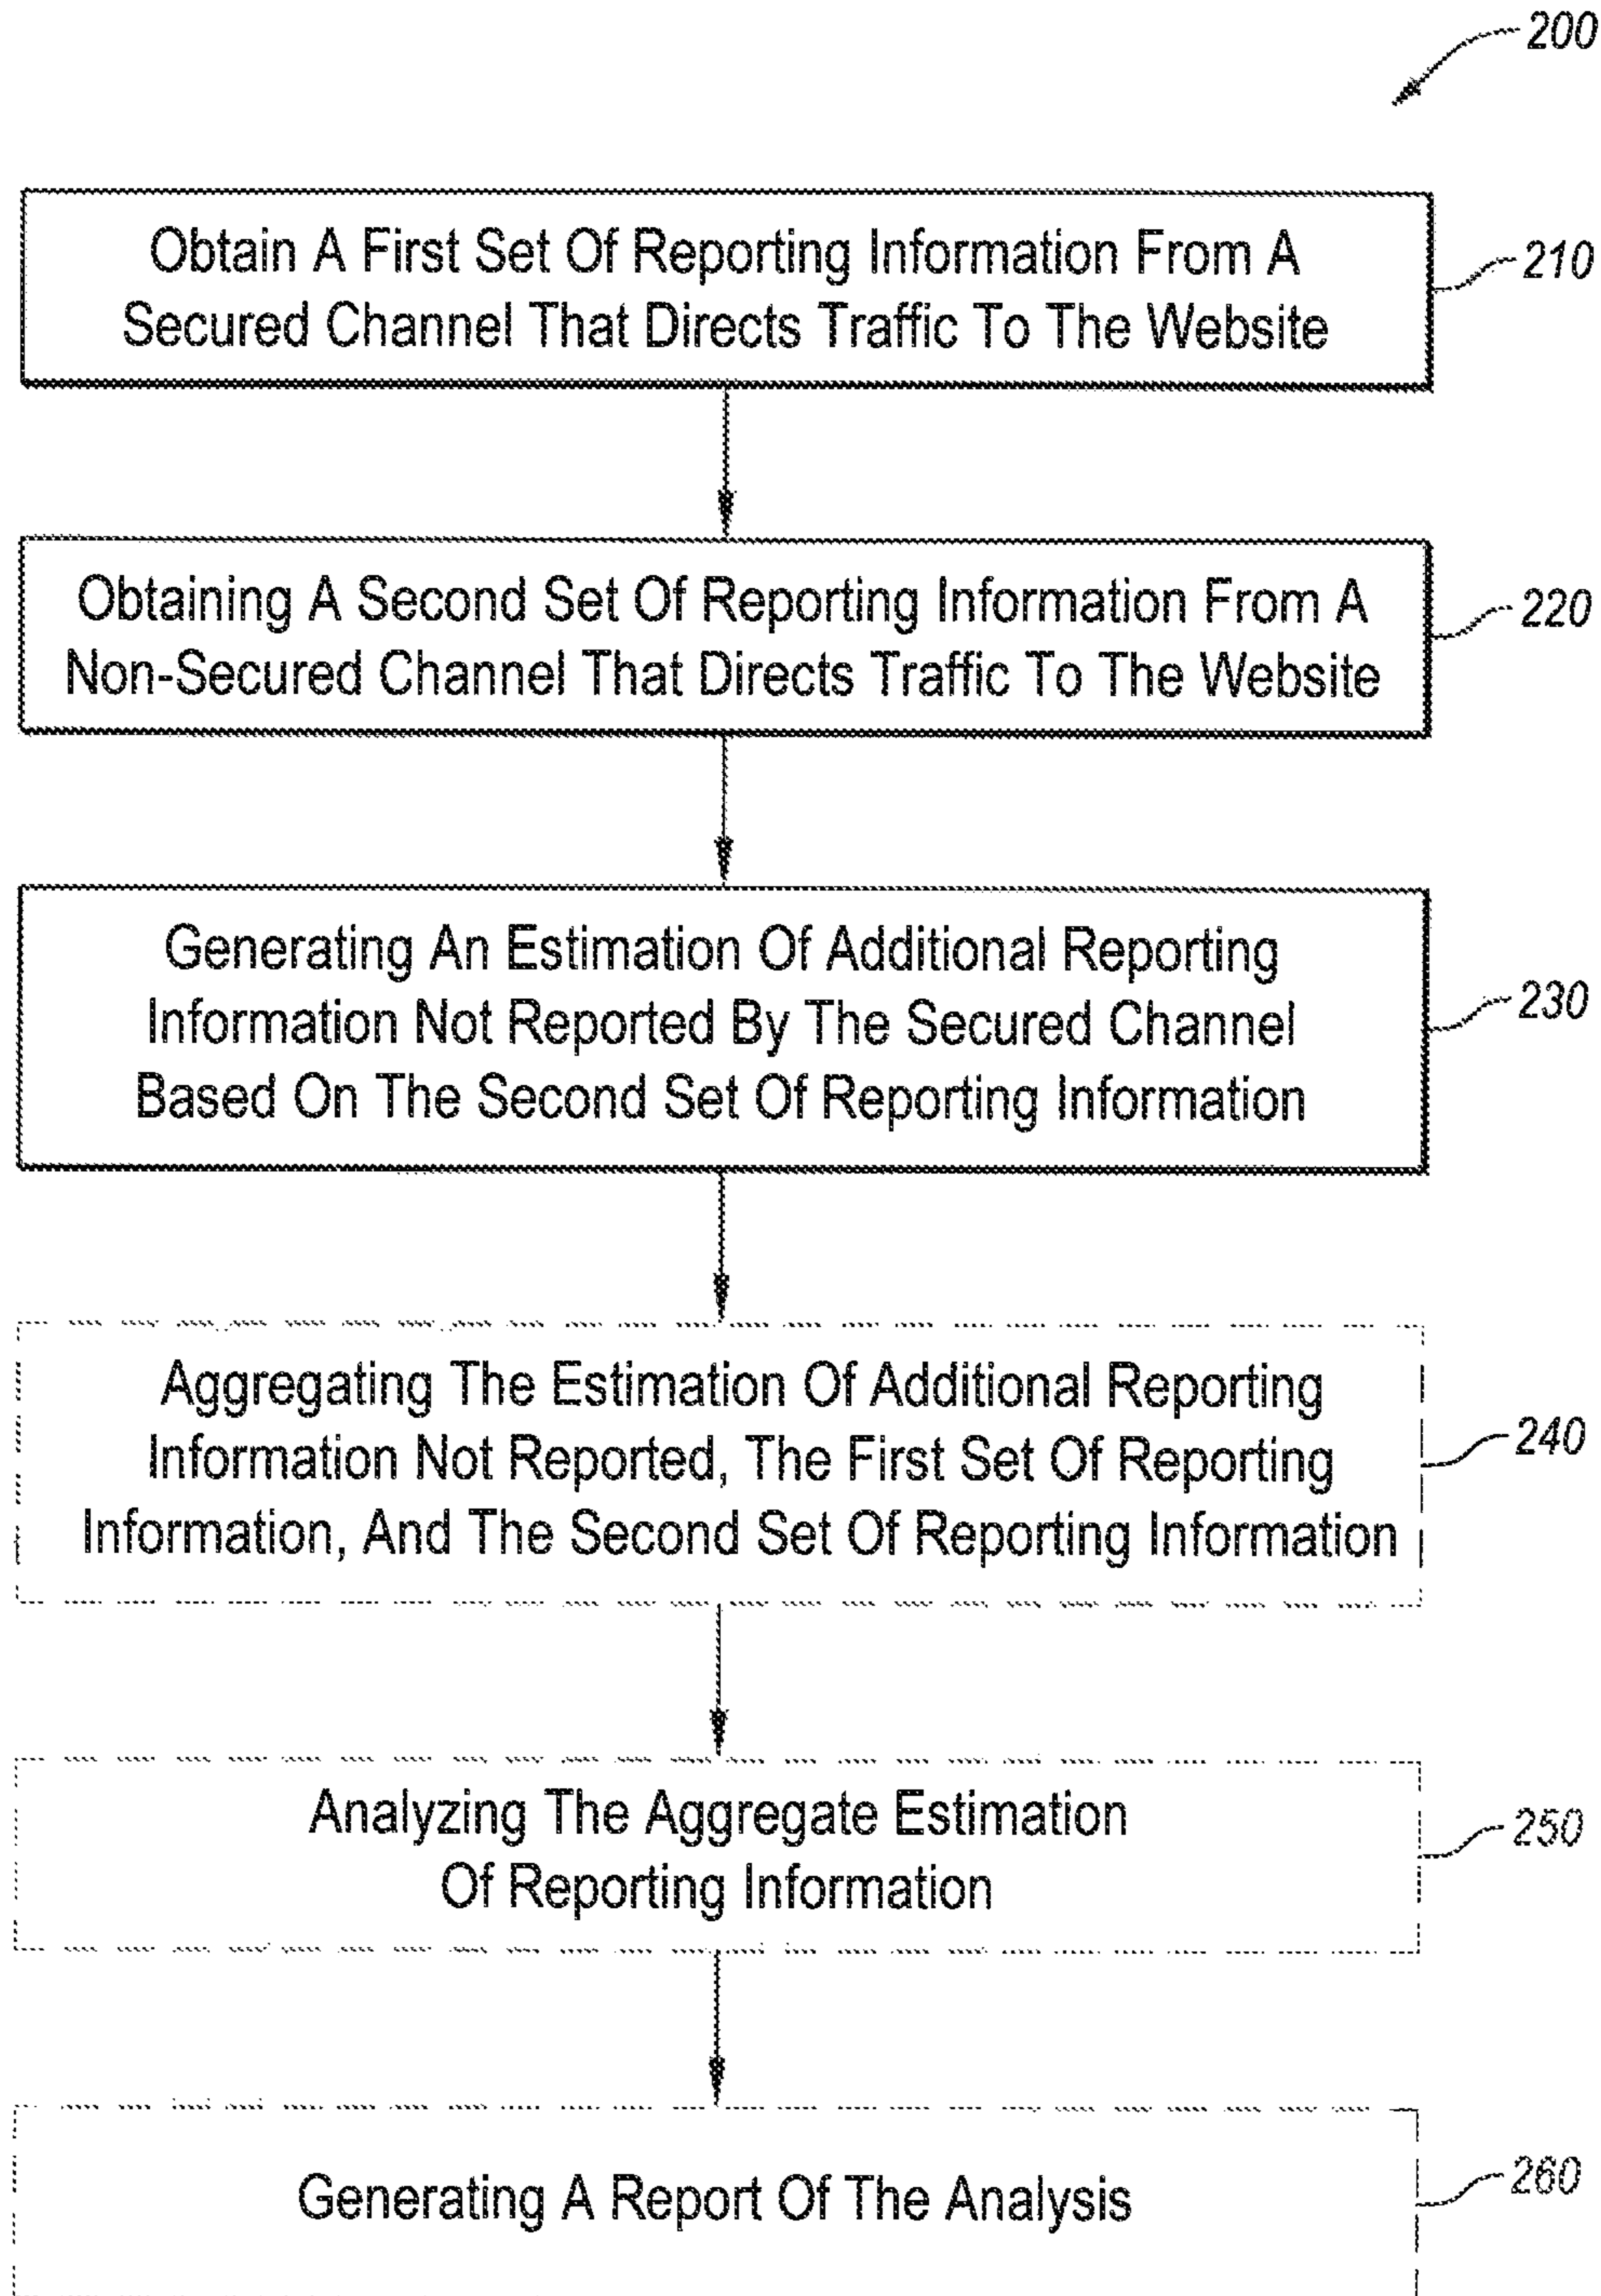 200
Obtain A First Set Of Reporting Information From A
Secured Channel That Directs Traffic To The Website
210
Obtaining A Second Set Of Reporting Information From A
Non-Secured Channel That Directs Traffic To The Website
220
Generating An Estimation Of Additional Reporting
Information Not Reported By The Secured Channel
Based On The Second Set Of Reporting Information
230
Aggregating The Estimation Of Additional Reporting
Information Not Reported, The First Set Of Reporting
Information, And The Second Set Of Reporting Information
240
Analyzing The Aggregate Estimation
Of Reporting Information
250
Generating A Report Of The Analysis
260